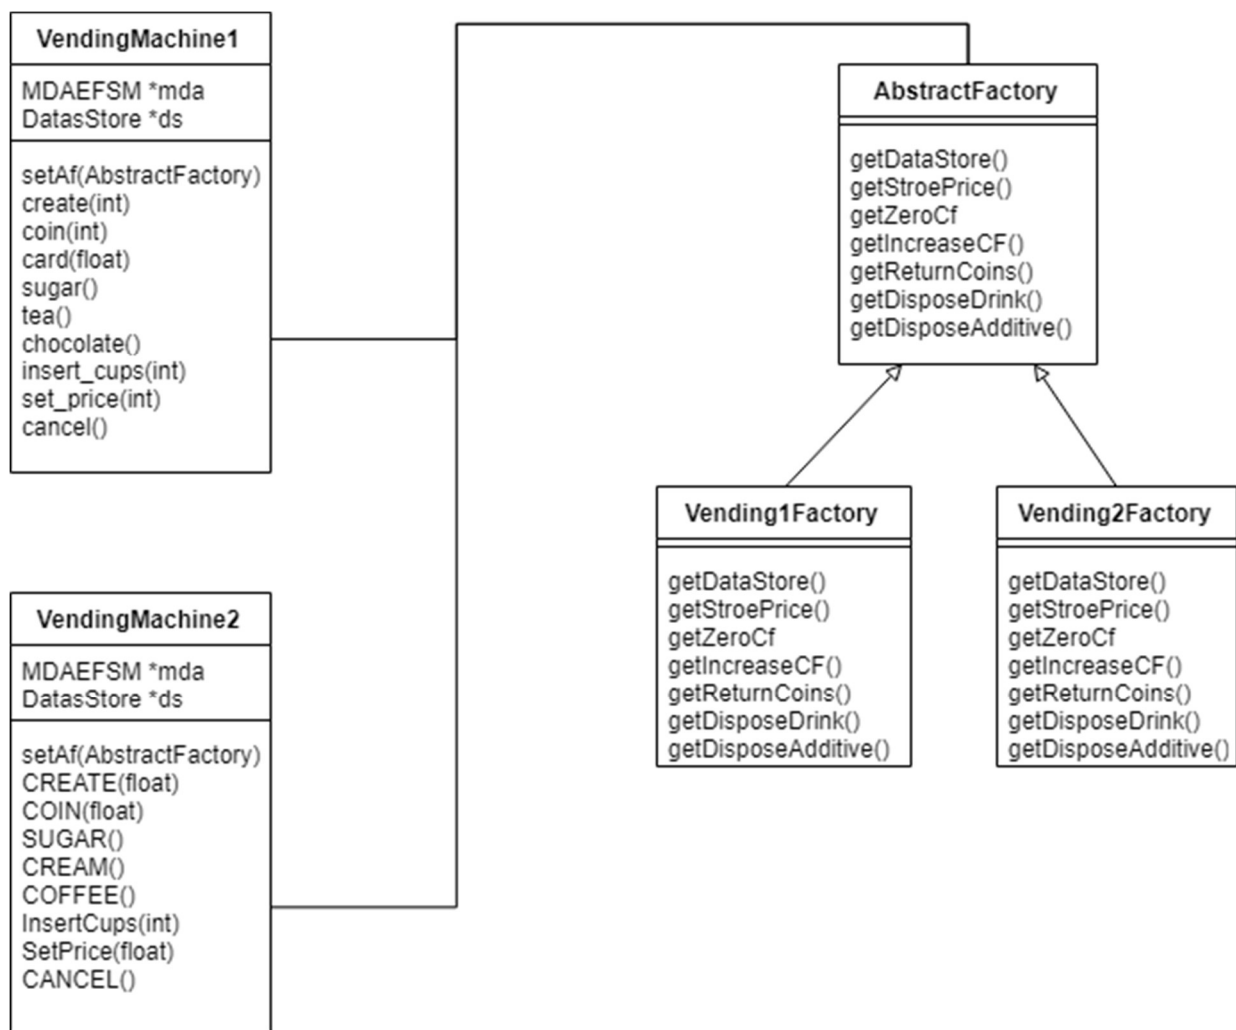 VendingMachine1
MDAEFSM *mda
DatasStore *ds
setAf(AbstractFactory)
create(int)
coin(int)
card(float)
sugar()
tea()
chocolate()
insert_cups(int)
set_price(int)
cancel()
AbstractFactory
getDataStore()
getStroePrice()
getZeroCf
getIncreaseCF()
getReturnCoins()
getDisposeDrink()
getDisposeAdditive()
Vending1Factory
getDataStore()
getStroePrice()
getZeroCf
getIncreaseCF()
getReturnCoins()
getDisposeDrink()
getDisposeAdditive()
Vending2Factory
getDataStore()
getStroePrice()
getZeroCf
getIncreaseCF()
getReturnCoins()
getDisposeDrink()
getDisposeAdditive()
VendingMachine2
MDAEFSM *mda
DatasStore *ds
setAf(AbstractFactory)
CREATE(float)
COIN(float)
SUGAR()
CREAM()
COFFEE()
InsertCups(int)
SetPrice(float)
CANCEL()